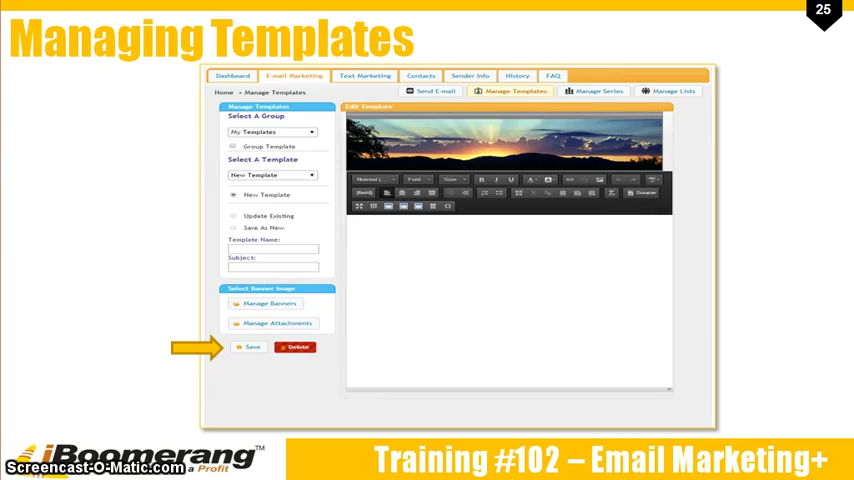 25
Managing Templates
Dashboard E-mail Marketing Text Marketing Contacts Sender Info History FAQ
Home > Manage Templates
Send E-mail Manage Templates Manage Series Manage Lists
Manage Templates
Edit Template
Select A Group
My Templates
Group Template
Select A Template
New Template
New Template
Update Existing
Save As New
Template Name:
Subject:
Normal (... Font Size B I U A A
{field} Source
Select Banner Image
Manage Banners
Manage Attachments
Save Delete
iBoomerang™
a Profit
Screencast-O-Matic.com
Training #102 – Email Marketing+